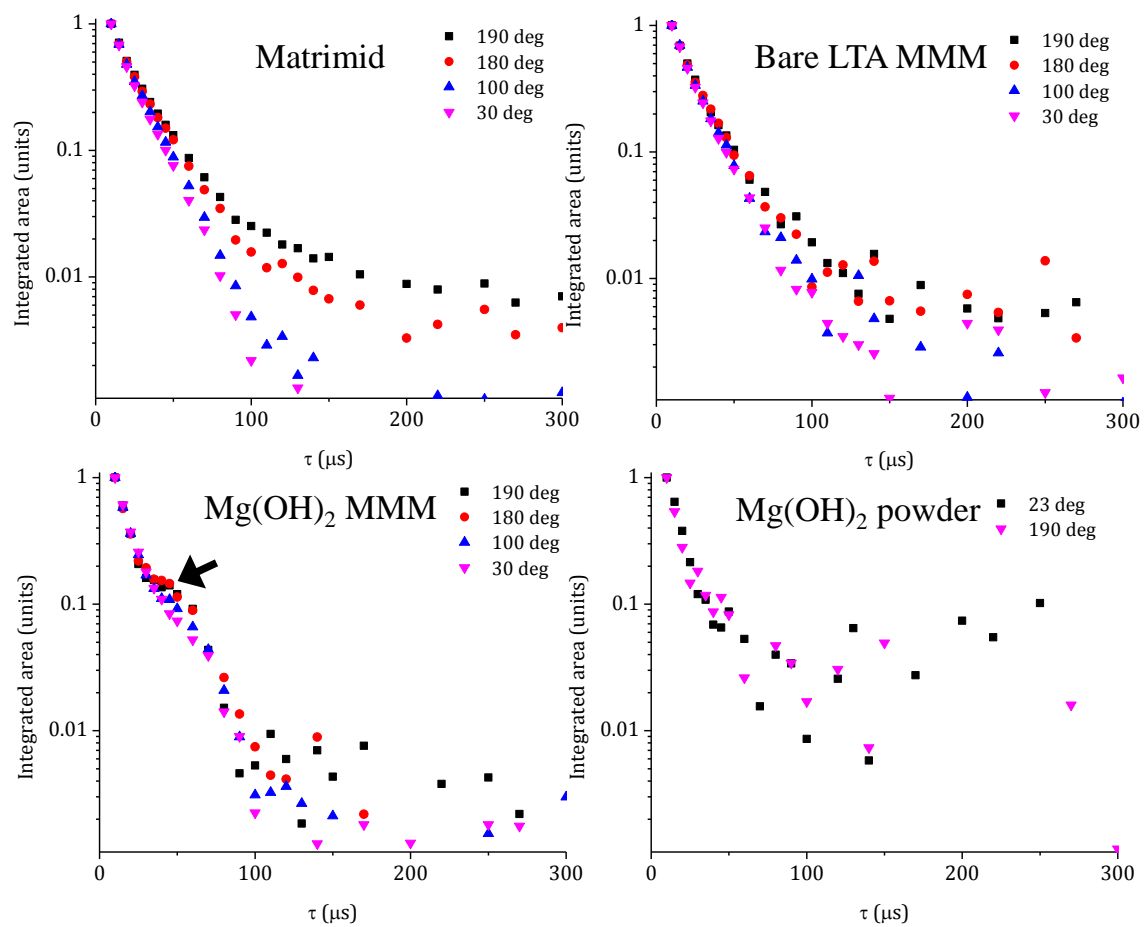 Matrimid
190 deg
180 deg
100 deg
30 deg
1
0.1
0.01
Integrated area (units)
0
100
200
300
τ (μs)
Bare LTA MMM
190 deg
180 deg
100 deg
30 deg
1
0.1
0.01
Integrated area (units)
0
100
200
300
τ (μs)
Mg(OH)₂ MMM
190 deg
180 deg
100 deg
30 deg
1
0.1
0.01
Integrated area (units)
0
100
200
300
τ (μs)
Mg(OH)₂ powder
23 deg
190 deg
1
0.1
0.01
Integrated area (units)
0
100
200
300
τ (μs)